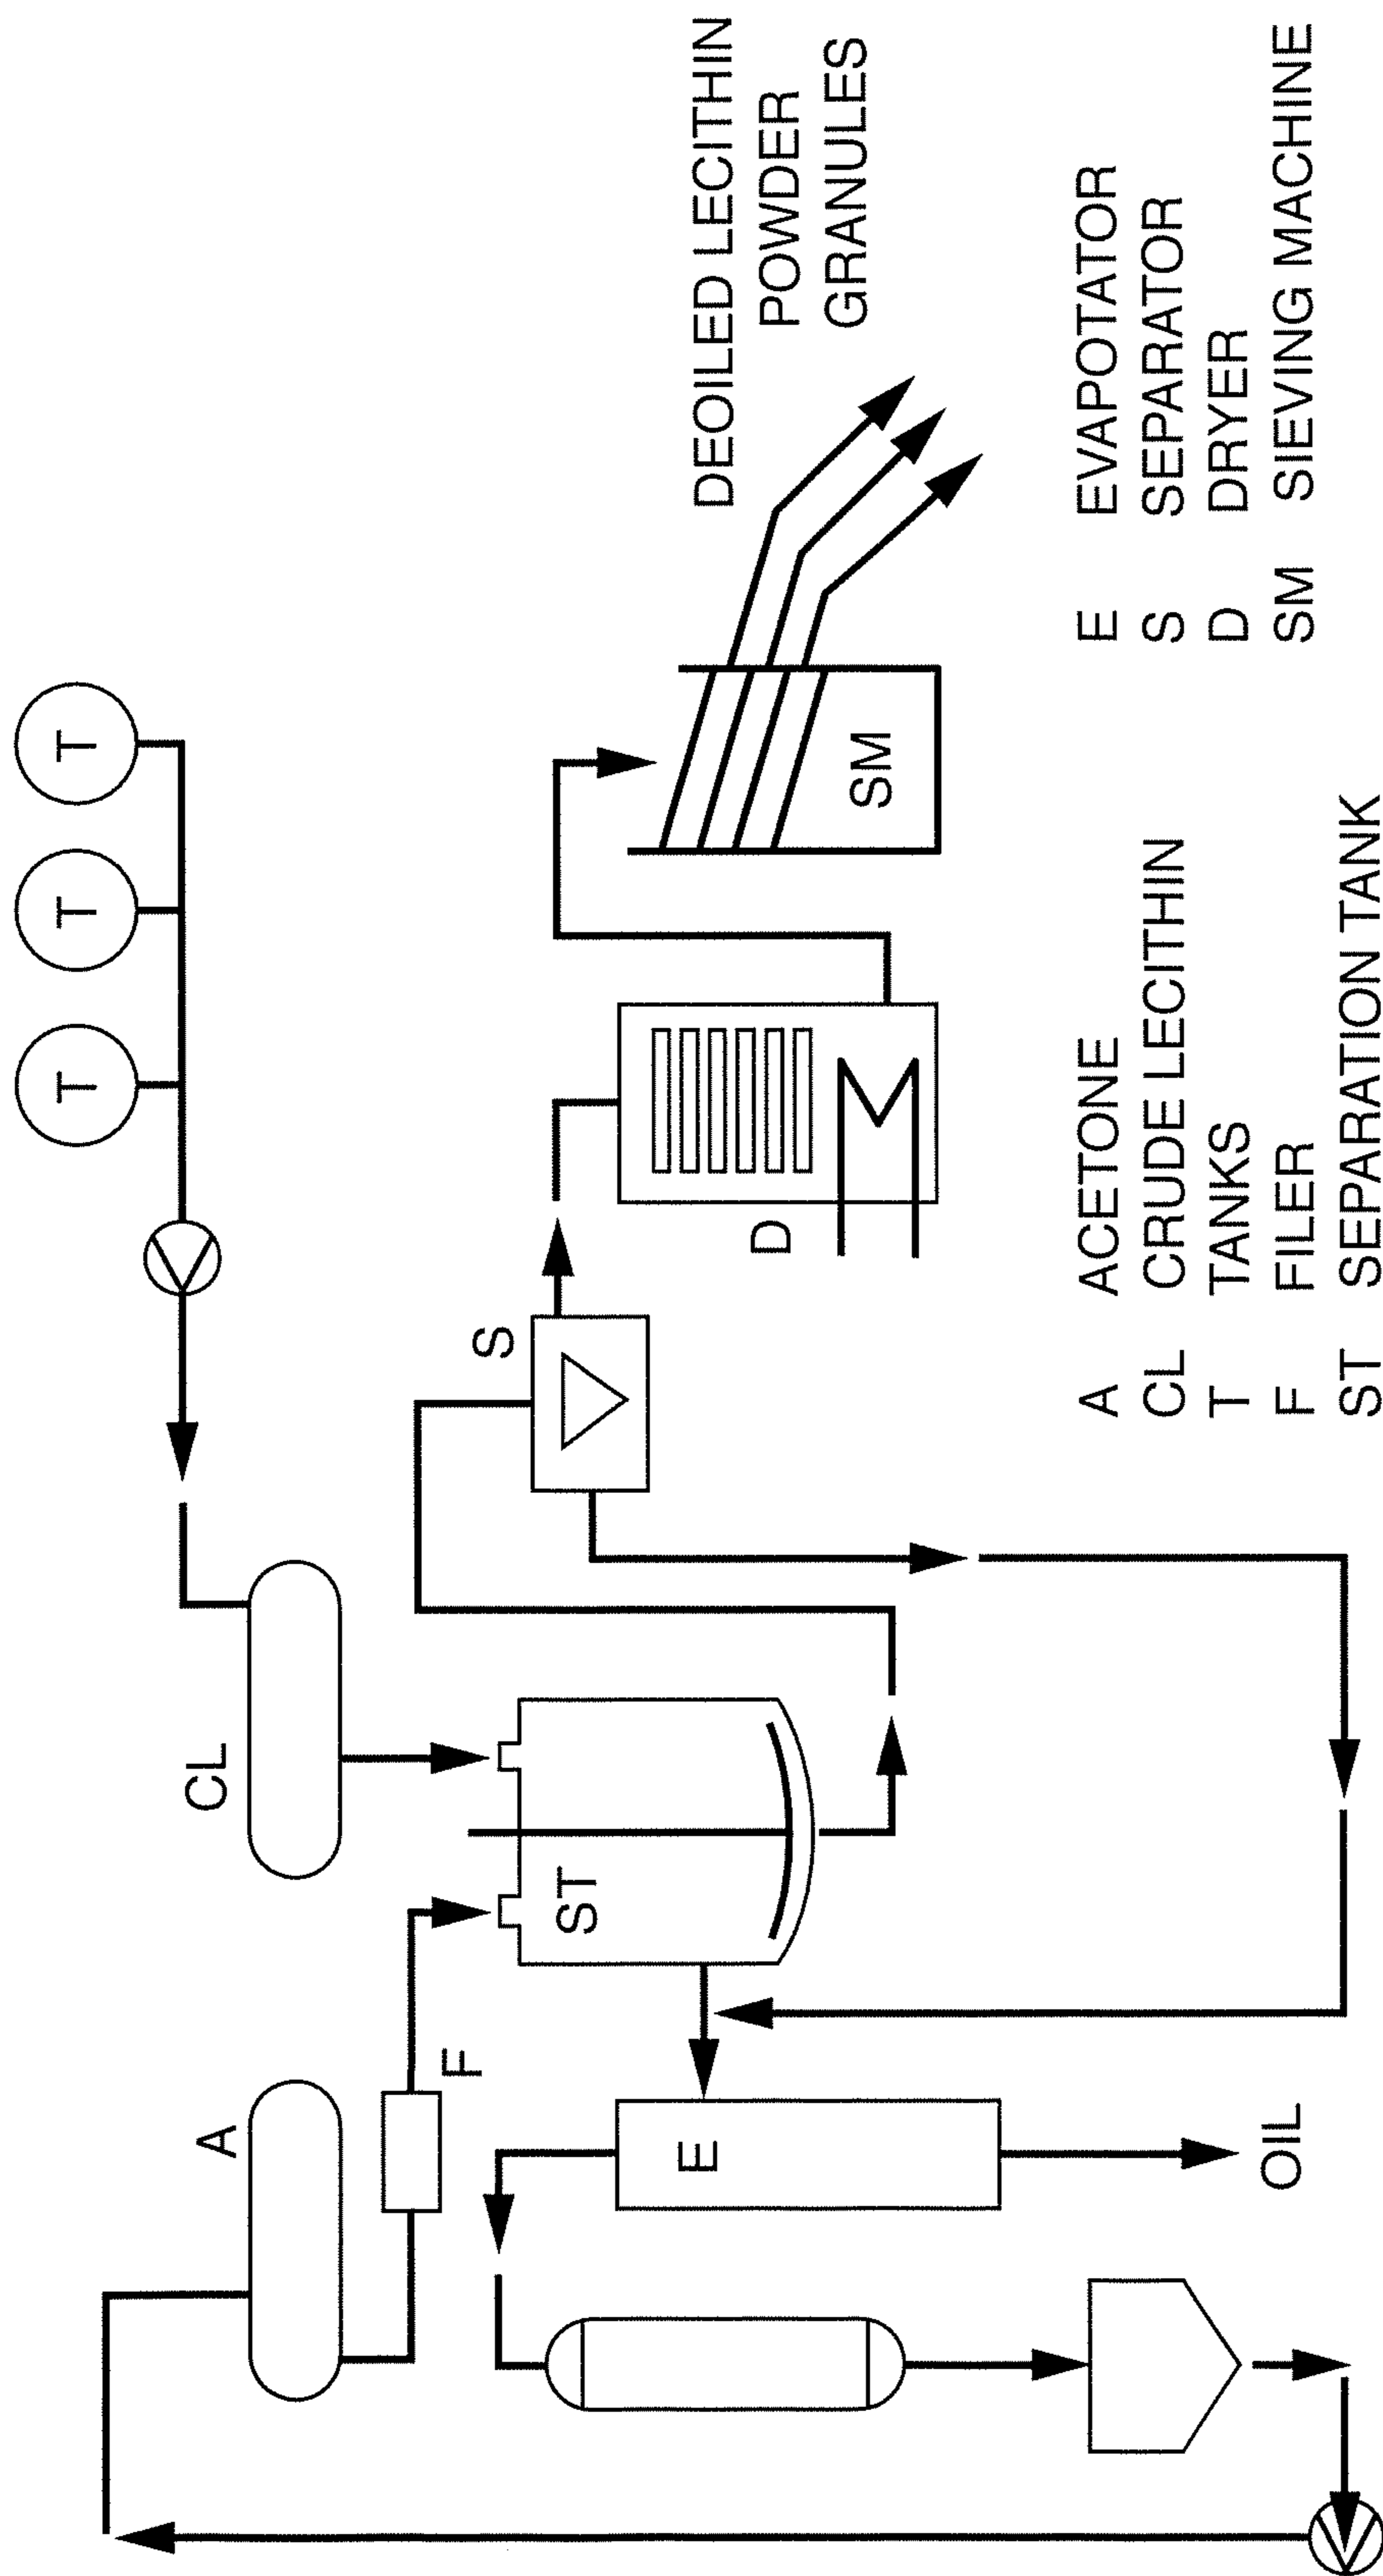 T
T
T
CL
A
F
ST
S
E
D
SM
OIL
DEOILED LECITHIN
POWDER
GRANULES
A ACETONE
CL CRUDE LECITHIN
T TANKS
F FILER
ST SEPARATION TANK
E EVAPOTATOR
S SEPARATOR
D DRYER
SM SIEVING MACHINE